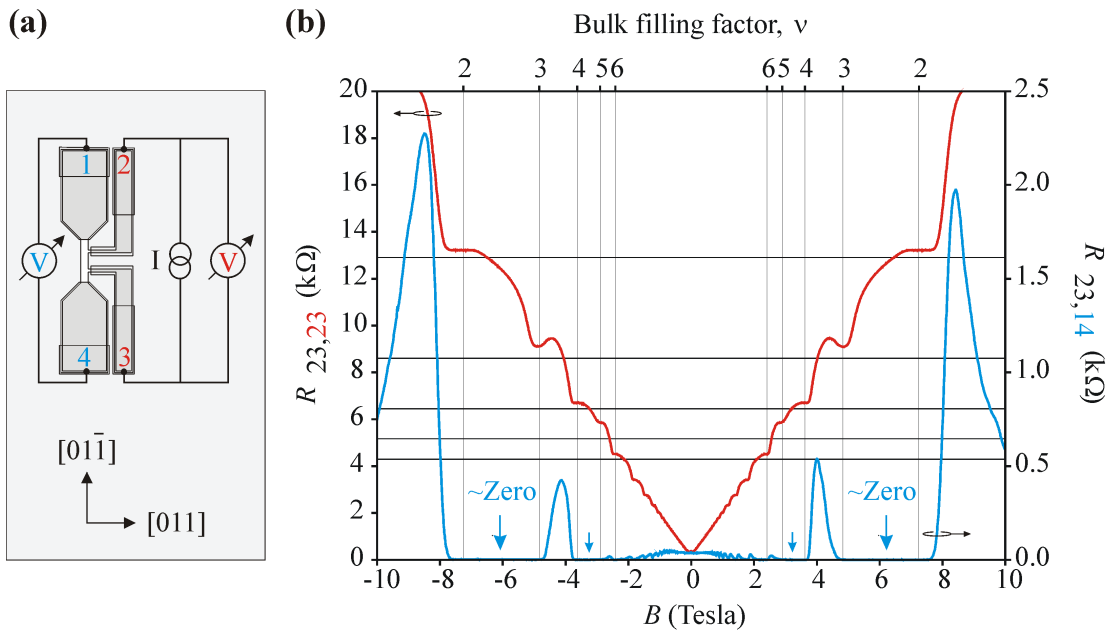 (a)
1 2
V I V
4 3
[01$\bar{1}$]
[011]
(b)
Bulk filling factor, ν
2 3 4 5 6 6 5 4 3 2
20 2.5
18
16 2.0
14
12 1.5
10
8 1.0
6
4 0.5
2
0 0.0
R 23,23 (kΩ)
R 23,14 (kΩ)
~Zero ~Zero
-10 -8 -6 -4 -2 0 2 4 6 8 10
B (Tesla)